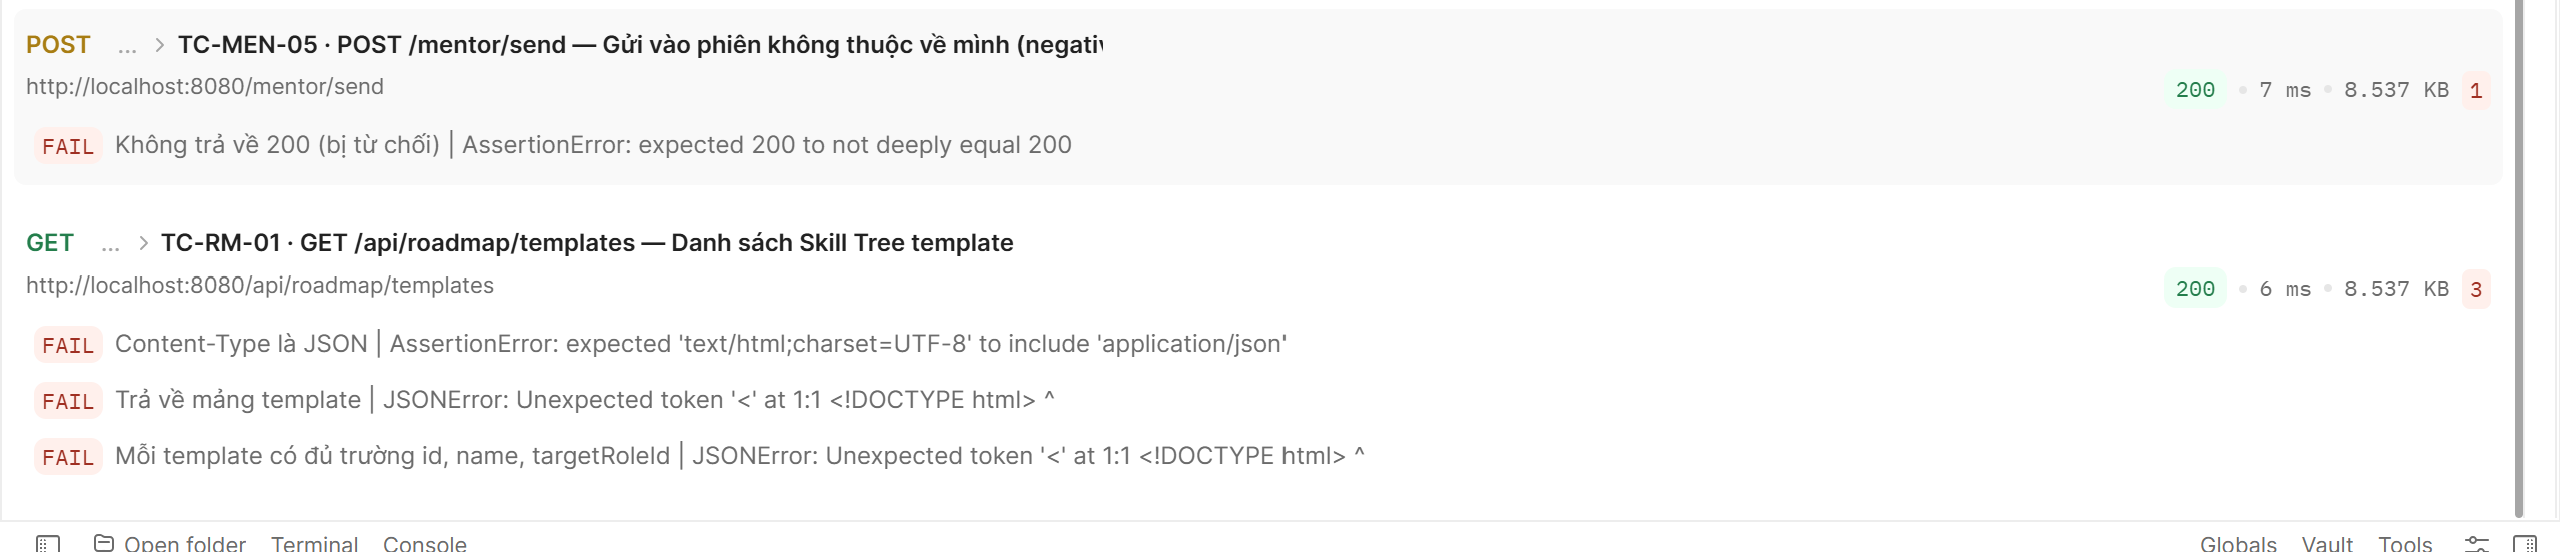 POST ... > TC-MEN-05 · POST /mentor/send — Gửi vào phiên không thuộc về mình (negativ
http://localhost:8080/mentor/send
200 • 7 ms • 8.537 KB 1
FAIL Không trả về 200 (bị từ chối) | AssertionError: expected 200 to not deeply equal 200
GET ... > TC-RM-01 · GET /api/roadmap/templates — Danh sách Skill Tree template
http://localhost:8080/api/roadmap/templates
200 • 6 ms • 8.537 KB 3
FAIL Content-Type là JSON | AssertionError: expected 'text/html;charset=UTF-8' to include 'application/json'
FAIL Trả về mảng template | JSONError: Unexpected token '<' at 1:1 <!DOCTYPE html> ^
FAIL Mỗi template có đủ trường id, name, targetRoleId | JSONError: Unexpected token '<' at 1:1 <!DOCTYPE html> ^
Open folder Terminal Console Globals Vault Tools